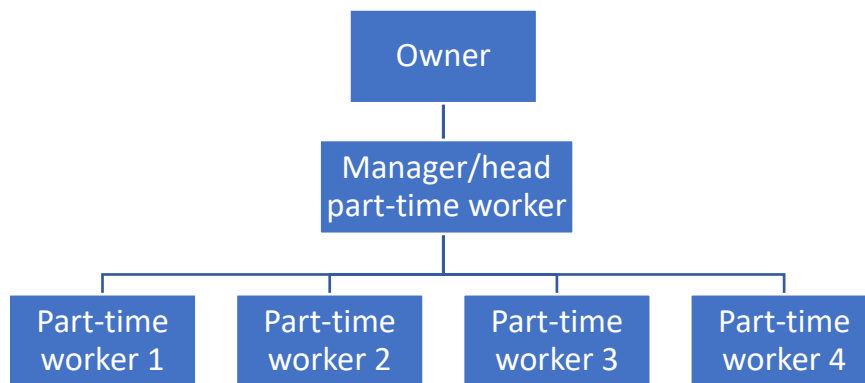 Owner
Manager/head
part-time worker
Part-time
worker 1
Part-time
worker 2
Part-time
worker 3
Part-time
worker 4